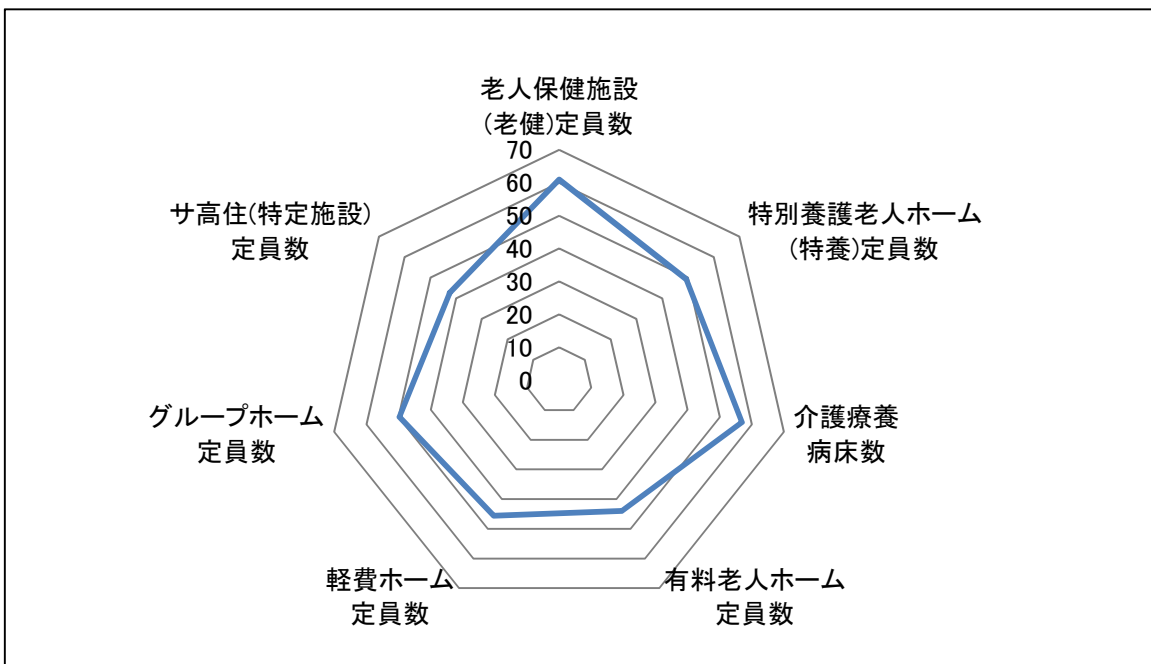 老人保健施設
(老健)定員数
特別養護老人ホーム
(特養)定員数
介護療養
病床数
有料老人ホーム
定員数
軽費ホーム
定員数
グループホーム
定員数
サ高住(特定施設)
定員数
70
60
50
40
30
20
10
0